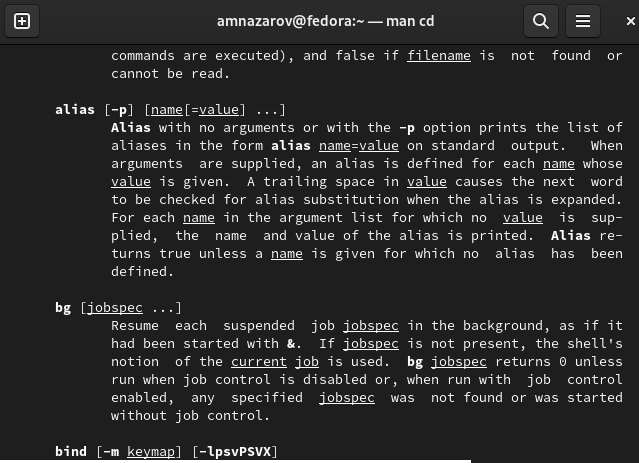 amnazarov@fedora:~ — man cd
commands are executed), and false if filename is not found or
cannot be read.
alias [-p] [name[=value] ...]
Alias with no arguments or with the -p option prints the list of
aliases in the form alias name=value on standard output. When
arguments are supplied, an alias is defined for each name whose
value is given. A trailing space in value causes the next word
to be checked for alias substitution when the alias is expanded.
For each name in the argument list for which no value is sup-
plied, the name and value of the alias is printed. Alias re-
turns true unless a name is given for which no alias has been
defined.
bg [jobspec ...]
Resume each suspended job jobspec in the background, as if it
had been started with &. If jobspec is not present, the shell's
notion of the current job is used. bg jobspec returns 0 unless
run when job control is disabled or, when run with job control
enabled, any specified jobspec was not found or was started
without job control.
bind [-m keymap] [-lpsvPSVX]